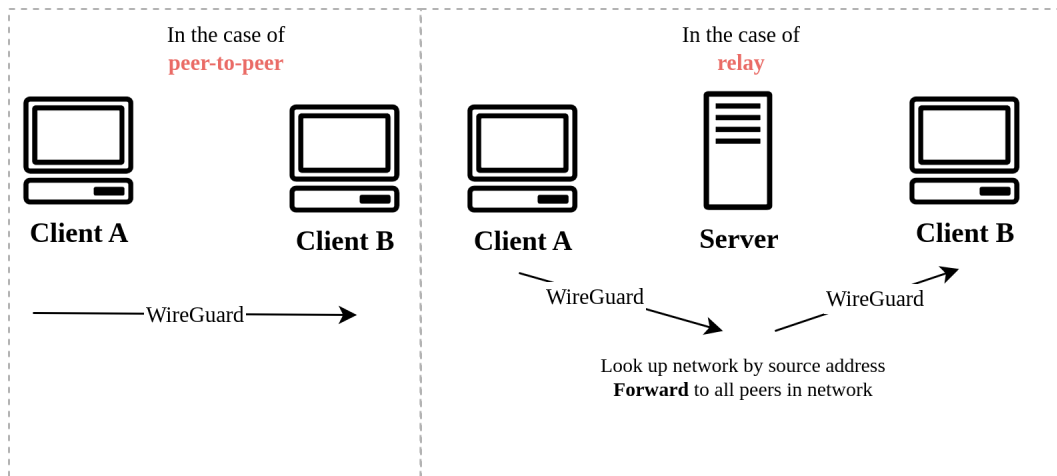 In the case of
peer-to-peer
Client A
Client B
WireGuard
In the case of
relay
Client A
Server
Client B
WireGuard
WireGuard
Look up network by source address
Forward to all peers in network